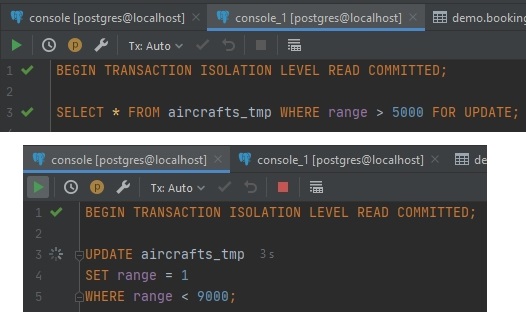 console [postgres@localhost] × console_1 [postgres@localhost] × demo.booking
Tx: Auto
1 BEGIN TRANSACTION ISOLATION LEVEL READ COMMITTED;
2
3 SELECT * FROM aircrafts_tmp WHERE range > 5000 FOR UPDATE;
console [postgres@localhost] × console_1 [postgres@localhost] × de
Tx: Auto
1 BEGIN TRANSACTION ISOLATION LEVEL READ COMMITTED;
2
3 UPDATE aircrafts_tmp 3 s
4 SET range = 1
5 WHERE range < 9000;